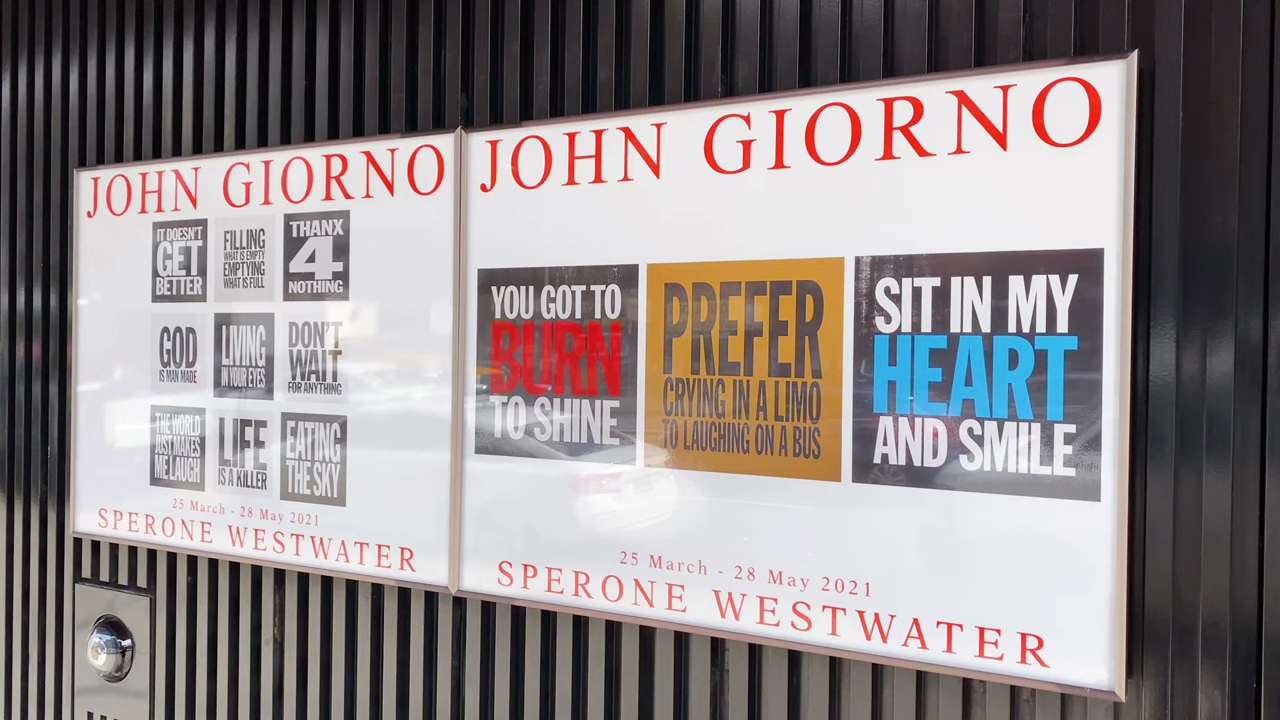 JOHN GIORNO
IT DOESN'T
GET
BETTER
FILLING
WHAT IS EMPTY
EMPTYING
WHAT IS FULL
THANX
4
NOTHING
GOD
IS MAN MADE
LIVING
IN YOUR EYES
DON'T
WAIT
FOR ANYTHING
THE WORLD
JUST MAKES
ME LAUGH
LIFE
IS A KILLER
EATING
THE SKY
25 March - 28 May 2021
SPERONE WESTWATER
JOHN GIORNO
YOU GOT TO
BURN
TO SHINE
PREFER
CRYING IN A LIMO
TO LAUGHING ON A BUS
SIT IN MY
HEART
AND SMILE
25 March - 28 May 2021
SPERONE WESTWATER